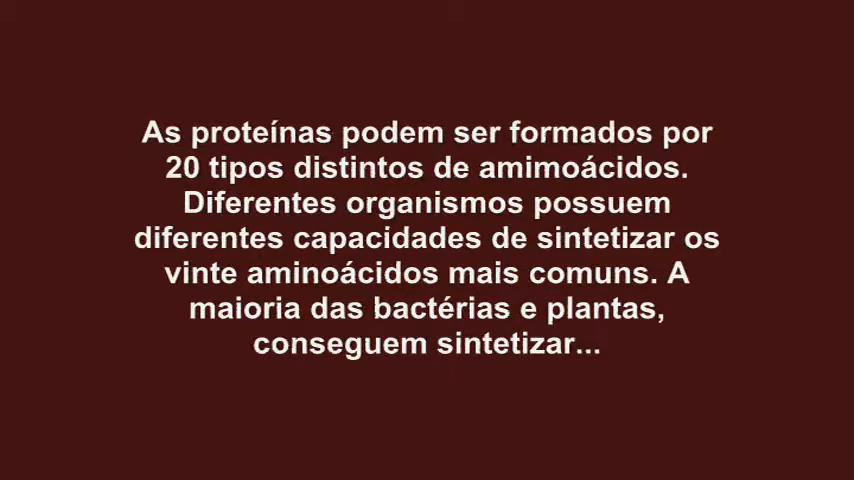 As proteínas podem ser formados por
20 tipos distintos de amimoácidos.
Diferentes organismos possuem
diferentes capacidades de sintetizar os
vinte aminoácidos mais comuns. A
maioria das bactérias e plantas,
conseguem sintetizar...